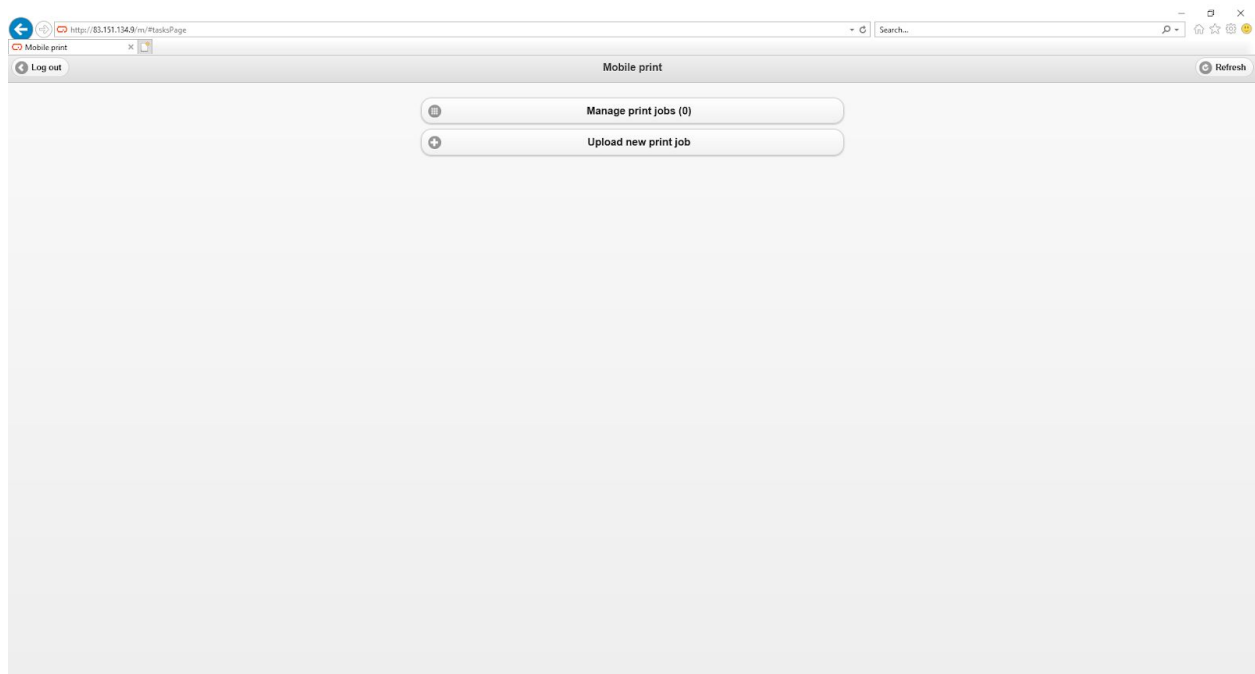 http://83.151.134.9/m/#tasksPage
Search...
Mobile print
Log out
Mobile print
Refresh
Manage print jobs (0)
Upload new print job